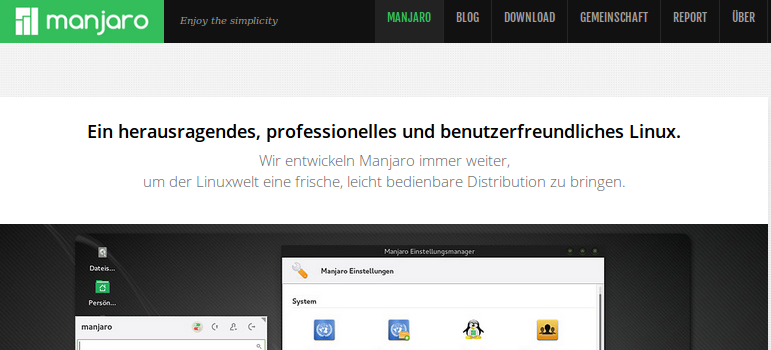 manjaro
Enjoy the simplicity
MANJARO BLOG DOWNLOAD GEMEINSCHAFT REPORT ÜBER
Ein herausragendes, professionelles und benutzerfreundliches Linux.
Wir entwickeln Manjaro immer weiter,
um der Linuxwelt eine frische, leicht bedienbare Distribution zu bringen.
Manjaro Einstellungsmanager
Dateis...
Manjaro Einstellungen
Persön...
System
manjaro